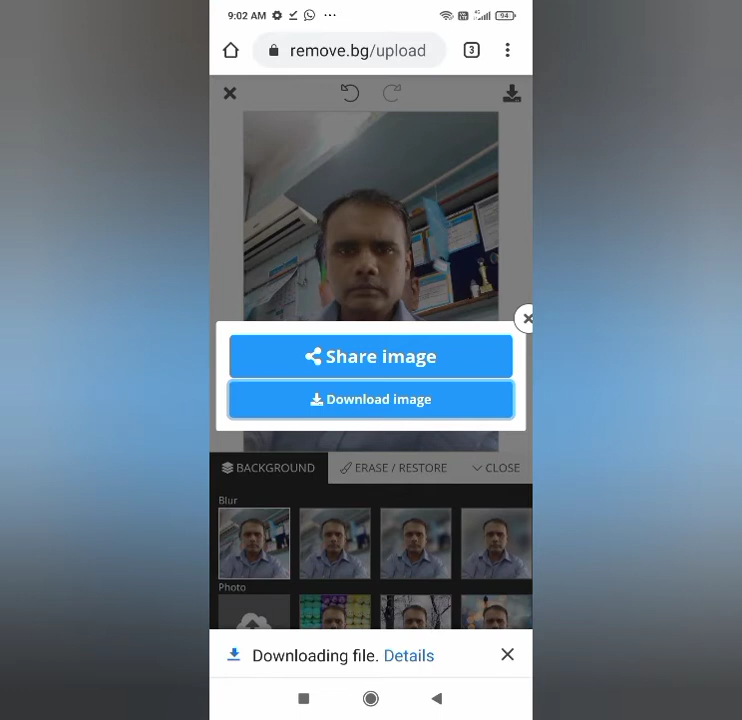 9:02 AM
3
remove.bg/upload
Share image
Download image
BACKGROUND
ERASE / RESTORE
CLOSE
Blur
Photo
Downloading file. Details